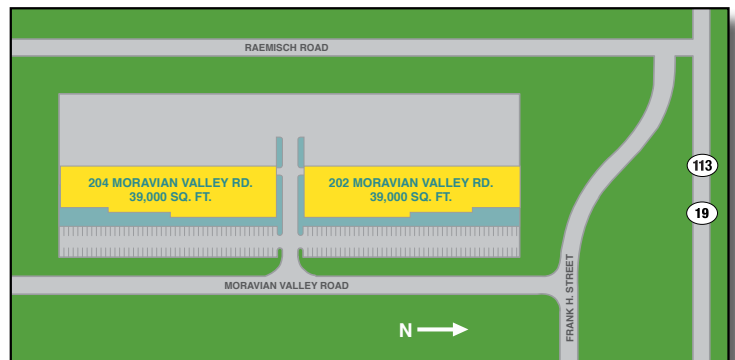 RAEMISCH ROAD
113
204 MORAVIAN VALLEY RD.
39,000 SQ. FT.
202 MORAVIAN VALLEY RD.
39,000 SQ. FT.
19
MORAVIAN VALLEY ROAD
FRANK H. STREET
N